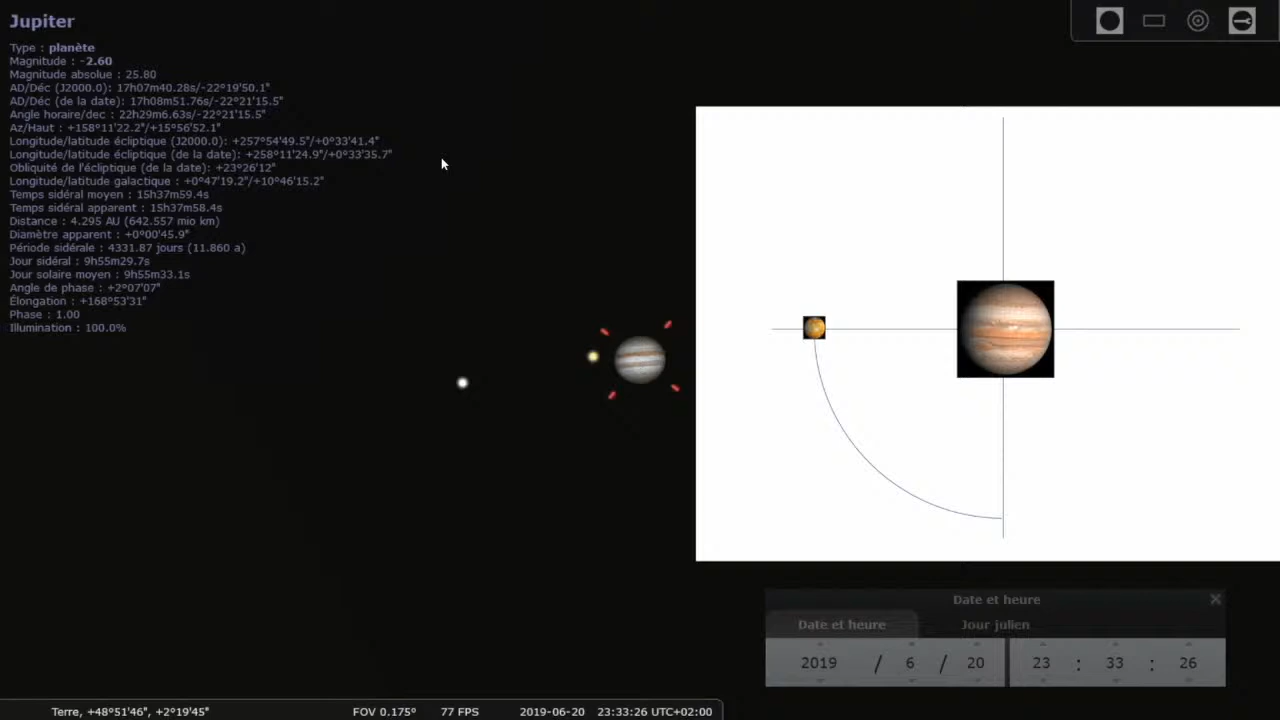 Jupiter
Type : planète
Magnitude : -2.60
Magnitude absolue : 25.80
AD/Déc (J2000.0): 17h07m40.28s/-22°19'50.1"
AD/Déc (de la date): 17h08m51.76s/-22°21'15.5"
Angle horaire/dec : 22h29m6.63s/-22°21'15.5"
Az/Haut : +158°11'22.2"/+15°56'52.1"
Longitude/latitude écliptique (J2000.0): +257°54'49.5"/+0°33'41.4"
Longitude/latitude écliptique (de la date): +258°11'24.9"/+0°33'35.7"
Obliquité de l'écliptique (de la date): +23°26'12"
Longitude/latitude galactique : +0°47'19.2"/+10°46'15.2"
Temps sidéral moyen : 15h37m59.4s
Temps sidéral apparent : 15h37m58.4s
Distance : 4.295 AU (642.557 mio km)
Diamètre apparent : +0°00'45.9"
Période sidérale : 4331.87 jours (11.860 a)
Jour sidéral : 9h55m29.7s
Jour solaire moyen : 9h55m33.1s
Angle de phase : +2°07'07"
Élongation : +168°53'31"
Phase : 1.00
Illumination : 100.0%
Date et heure
Date et heure Jour julien
2019 / 6 / 20 23 : 33 : 26
Terre, +48°51'46", +2°19'45" FOV 0.175° 77 FPS 2019-06-20 23:33:26 UTC+02:00